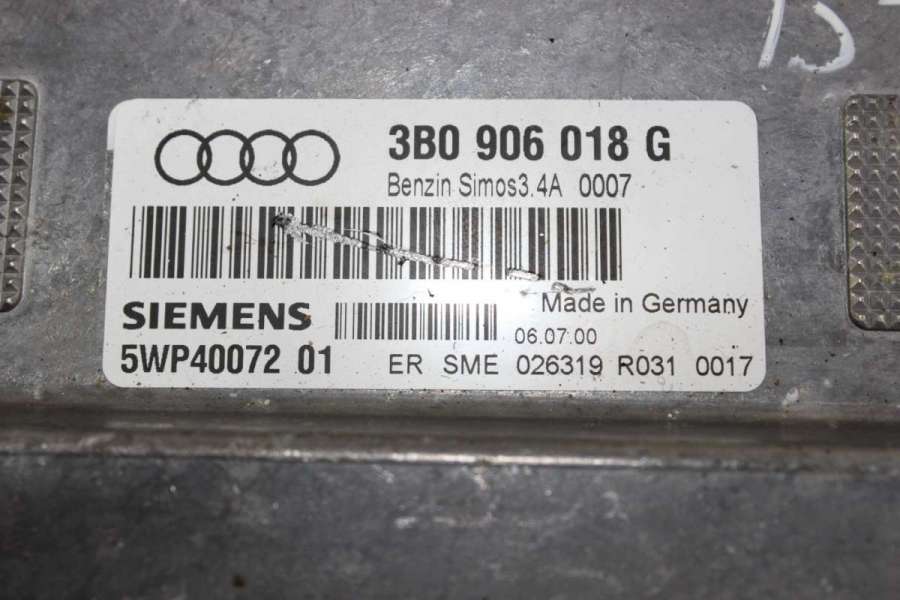 3B0 906 018 G
Benzin Simos3.4A 0007
Made in Germany
SIEMENS
06.07.00
5WP40072 01
ER SME 026319 R031 0017